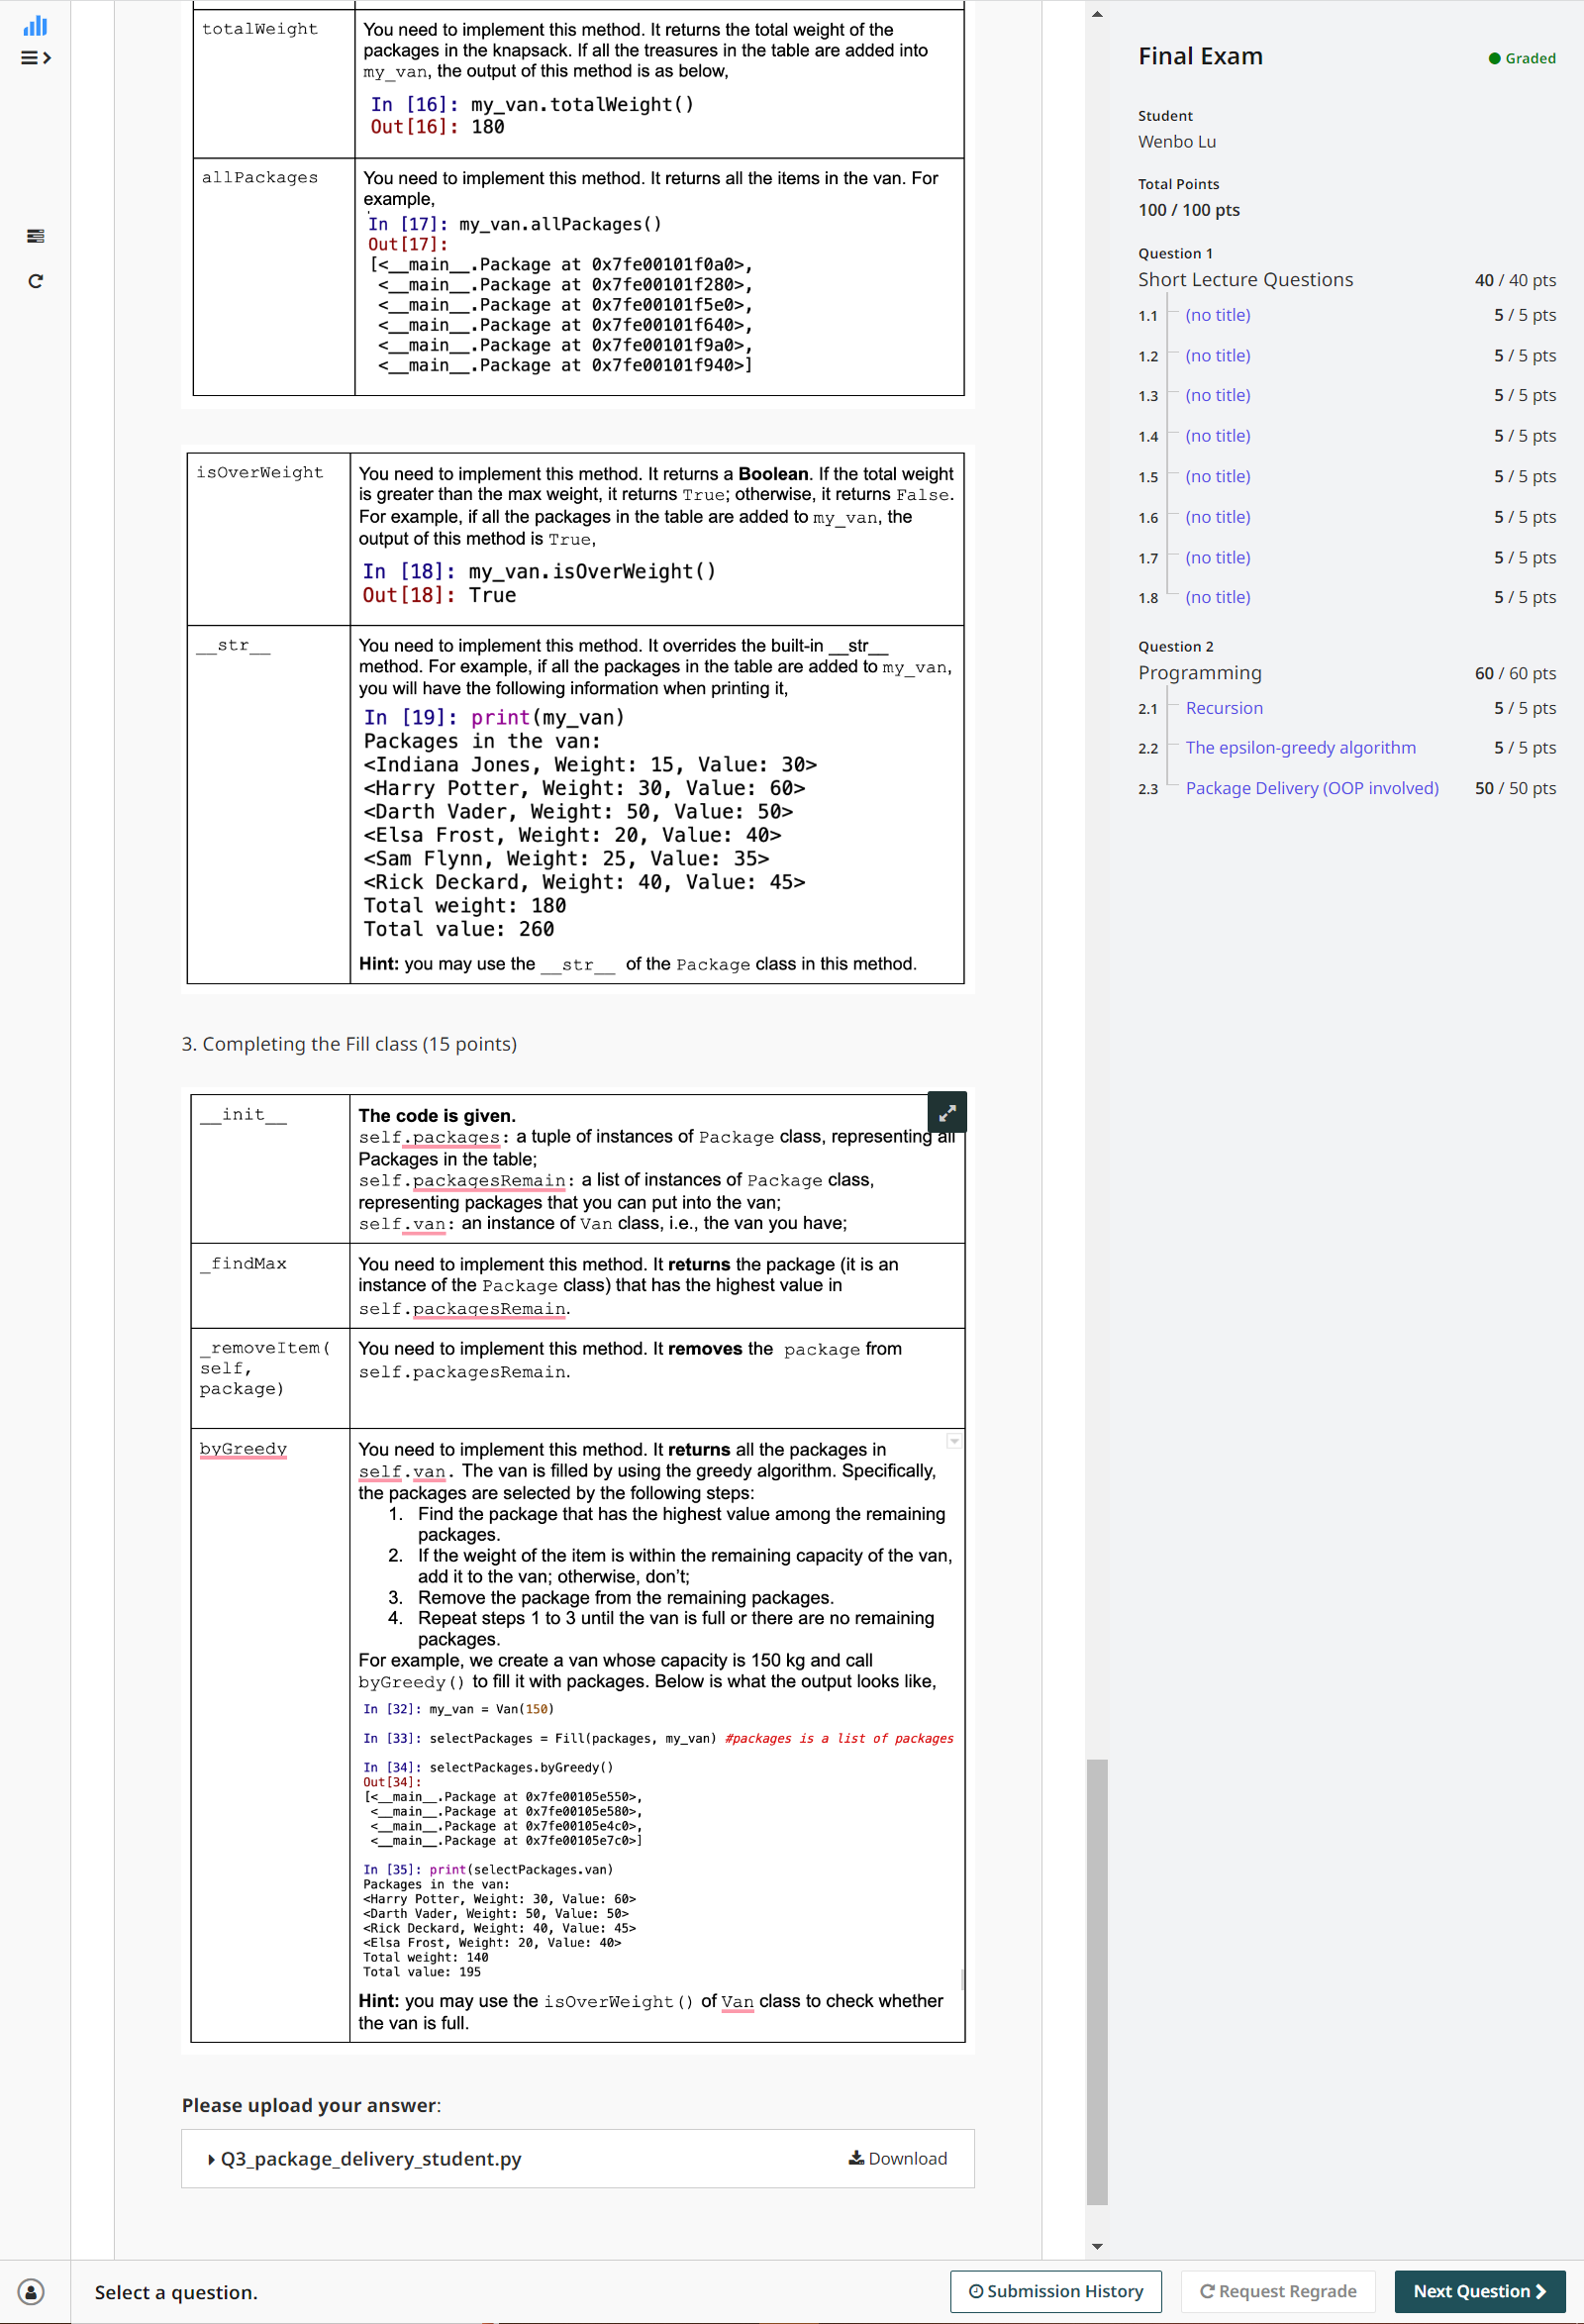 totalWeight
You need to implement this method. It returns the total weight of the
packages in the knapsack. If all the treasures in the table are added into
my_van, the output of this method is as below,
In [16]: my_van.totalWeight()
Out[16]: 180
allPackages
You need to implement this method. It returns all the items in the van. For
example,
In [17]: my_van.allPackages()
Out[17]:
[<__main__.Package at 0x7fe00101f0a0>,
<__main__.Package at 0x7fe00101f280>,
<__main__.Package at 0x7fe00101f5e0>,
<__main__.Package at 0x7fe00101f640>,
<__main__.Package at 0x7fe00101f9a0>,
<__main__.Package at 0x7fe00101f940>]
isOverWeight
You need to implement this method. It returns a Boolean. If the total weight
is greater than the max weight, it returns True; otherwise, it returns False.
For example, if all the packages in the table are added to my_van, the
output of this method is True,
In [18]: my_van.isOverWeight()
Out[18]: True
__str__
You need to implement this method. It overrides the built-in __str__
method. For example, if all the packages in the table are added to my_van,
you will have the following information when printing it,
In [19]: print(my_van)
Packages in the van:
<Indiana Jones, Weight: 15, Value: 30>
<Harry Potter, Weight: 30, Value: 60>
<Darth Vader, Weight: 50, Value: 50>
<Elsa Frost, Weight: 20, Value: 40>
<Sam Flynn, Weight: 25, Value: 35>
<Rick Deckard, Weight: 40, Value: 45>
Total weight: 180
Total value: 260
Hint: you may use the __str__ of the Package class in this method.
3. Completing the Fill class (15 points)
__init__
The code is given.
self.packages: a tuple of instances of Package class, representing all
Packages in the table;
self.packagesRemain: a list of instances of Package class,
representing packages that you can put into the van;
self.van: an instance of Van class, i.e., the van you have;
_findMax
You need to implement this method. It returns the package (it is an
instance of the Package class) that has the highest value in
self.packagesRemain.
_removeItem(
self,
package)
You need to implement this method. It removes the package from
self.packagesRemain.
byGreedy
You need to implement this method. It returns all the packages in
self.van. The van is filled by using the greedy algorithm. Specifically,
the packages are selected by the following steps:
1. Find the package that has the highest value among the remaining
packages.
2. If the weight of the item is within the remaining capacity of the van,
add it to the van; otherwise, don't;
3. Remove the package from the remaining packages.
4. Repeat steps 1 to 3 until the van is full or there are no remaining
packages.
For example, we create a van whose capacity is 150 kg and call
byGreedy() to fill it with packages. Below is what the output looks like,
In [32]: my_van = Van(150)
In [33]: selectPackages = Fill(packages, my_van) #packages is a list of packages
In [34]: selectPackages.byGreedy()
Out[34]:
[<__main__.Package at 0x7fe00105e550>,
<__main__.Package at 0x7fe00105e580>,
<__main__.Package at 0x7fe00105e4c0>,
<__main__.Package at 0x7fe00105e7c0>]
In [35]: print(selectPackages.van)
Packages in the van:
<Harry Potter, Weight: 30, Value: 60>
<Darth Vader, Weight: 50, Value: 50>
<Rick Deckard, Weight: 40, Value: 45>
<Elsa Frost, Weight: 20, Value: 40>
Total weight: 140
Total value: 195
Hint: you may use the isOverWeight() of Van class to check whether
the van is full.
Please upload your answer:
Q3_package_delivery_student.py
Download
Final Exam
Graded
Student
Wenbo Lu
Total Points
100 / 100 pts
Question 1
Short Lecture Questions 40 / 40 pts
1.1 (no title) 5 / 5 pts
1.2 (no title) 5 / 5 pts
1.3 (no title) 5 / 5 pts
1.4 (no title) 5 / 5 pts
1.5 (no title) 5 / 5 pts
1.6 (no title) 5 / 5 pts
1.7 (no title) 5 / 5 pts
1.8 (no title) 5 / 5 pts
Question 2
Programming 60 / 60 pts
2.1 Recursion 5 / 5 pts
2.2 The epsilon-greedy algorithm 5 / 5 pts
2.3 Package Delivery (OOP involved) 50 / 50 pts
Select a question.
Submission History
Request Regrade
Next Question